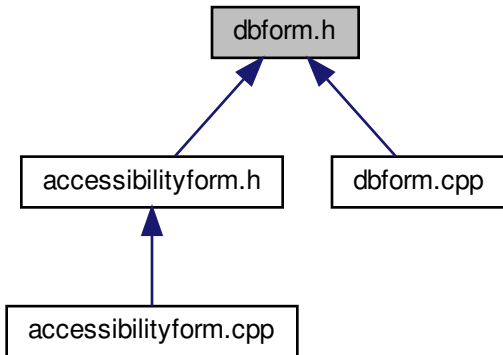 dbform.h
accessibilityform.h
dbform.cpp
accessibilityform.cpp